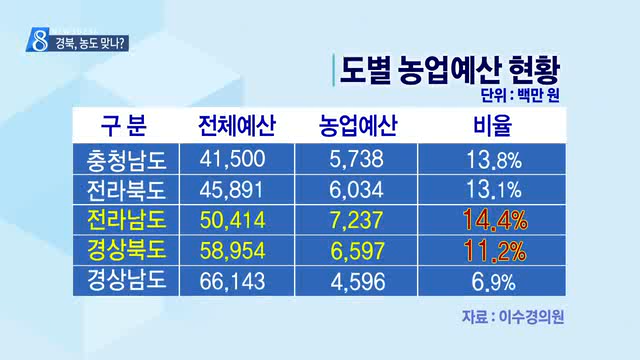 8 경북, 농도 맞나?
도별 농업예산 현황
단위 : 백만 원
구 분 전체예산 농업예산 비율
충청남도 41,500 5,738 13.8%
전라북도 45,891 6,034 13.1%
전라남도 50,414 7,237 14.4%
경상북도 58,954 6,597 11.2%
경상남도 66,143 4,596 6.9%
자료 : 이수경의원